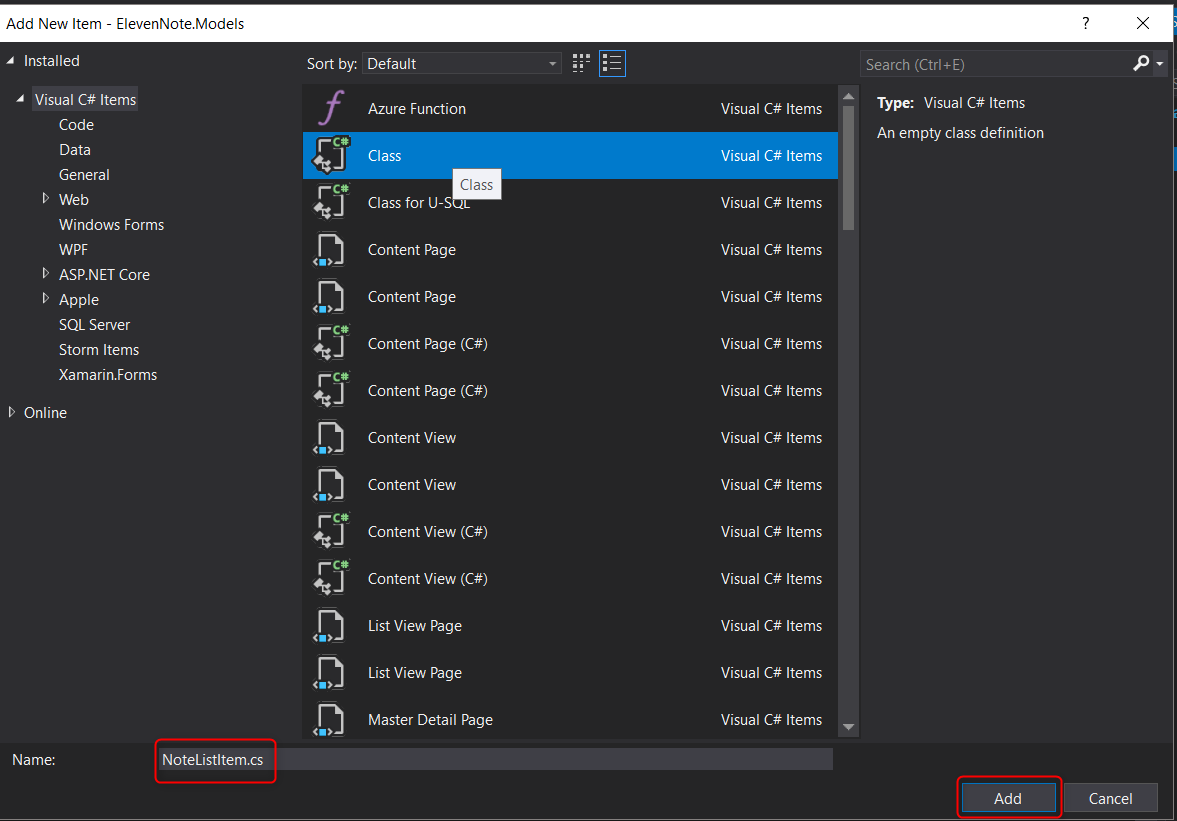 Add New Item - ElevenNote.Models
?
Installed
Sort by: Default
Search (Ctrl+E)
Visual C# Items
Code
Data
General
Web
Windows Forms
WPF
ASP.NET Core
Apple
SQL Server
Storm Items
Xamarin.Forms
Online
Azure Function Visual C# Items
C# Class Visual C# Items
Class
C# Class for U-SQL Visual C# Items
Content Page Visual C# Items
Content Page Visual C# Items
C# Content Page (C#) Visual C# Items
C# Content Page (C#) Visual C# Items
Content View Visual C# Items
Content View Visual C# Items
C# Content View (C#) Visual C# Items
C# Content View (C#) Visual C# Items
List View Page Visual C# Items
List View Page Visual C# Items
Master Detail Page Visual C# Items
Type: Visual C# Items
An empty class definition
Name: NoteListItem.cs
Add Cancel